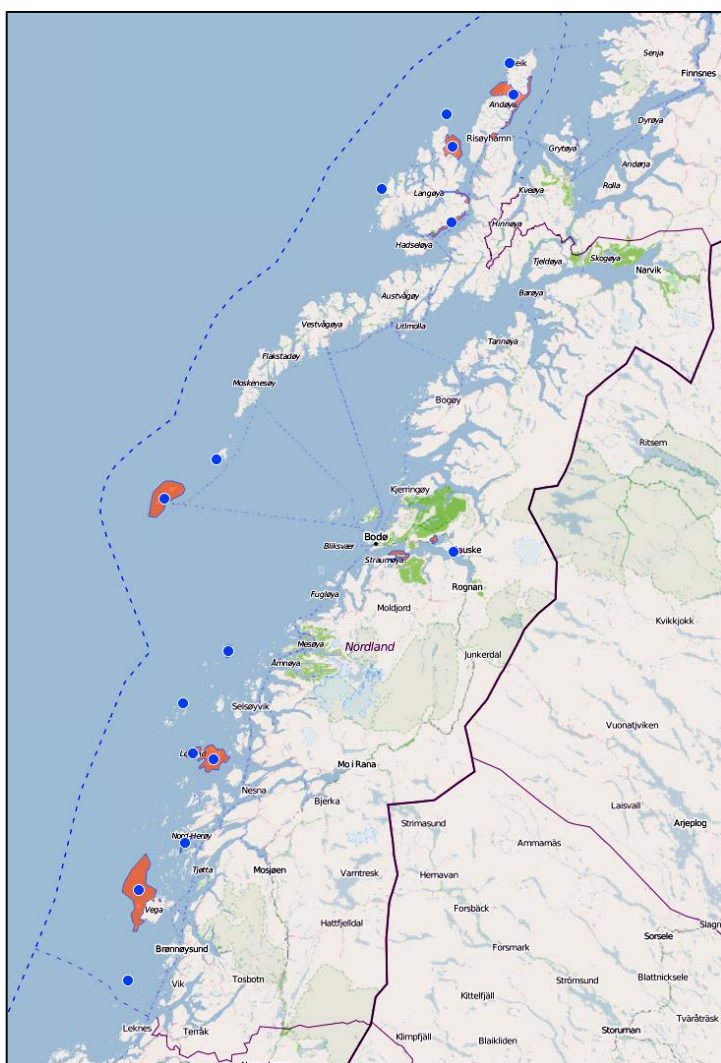 Senja
Finnsnes
Andøya
Dyrøya
Risøyhamn
Grytøya
Andørja
Rolla
Kveøya
Langøya
Hinnøya
Hadseløya
Tjeldøya
Skogøya
Narvik
Barøya
Austvågøy
Vestvågøya
Litlmolla
Tannøya
Flakstadøy
Moskenesøy
Bogøy
Ritsem
Kjerringøy
Bodø
Bliksvær
Straumøya
Rognan
Fugløya
Moldjord
Kvikkjokk
Mesøya
Nordland
Junkerdal
Åmnøya
Selsøyvik
Vuonatjviken
Mo i Rana
Nesna
Bjerka
Laisvall
Strimasund
Arjeplog
Nord-Herøy
Ammarnäs
Tjøtta
Mosjøen
Vamtresk
Hemavan
Vega
Forsbäck
Hattfjelldal
Slagn
Brønnøysund
Sorsele
Forsmark
Vik
Tosbotn
Strömsund
Blattnicksele
Kittelfjäll
Leknes
Terråk
Klimpfjäll
Blaikliden
Storuman
Tväråträsk